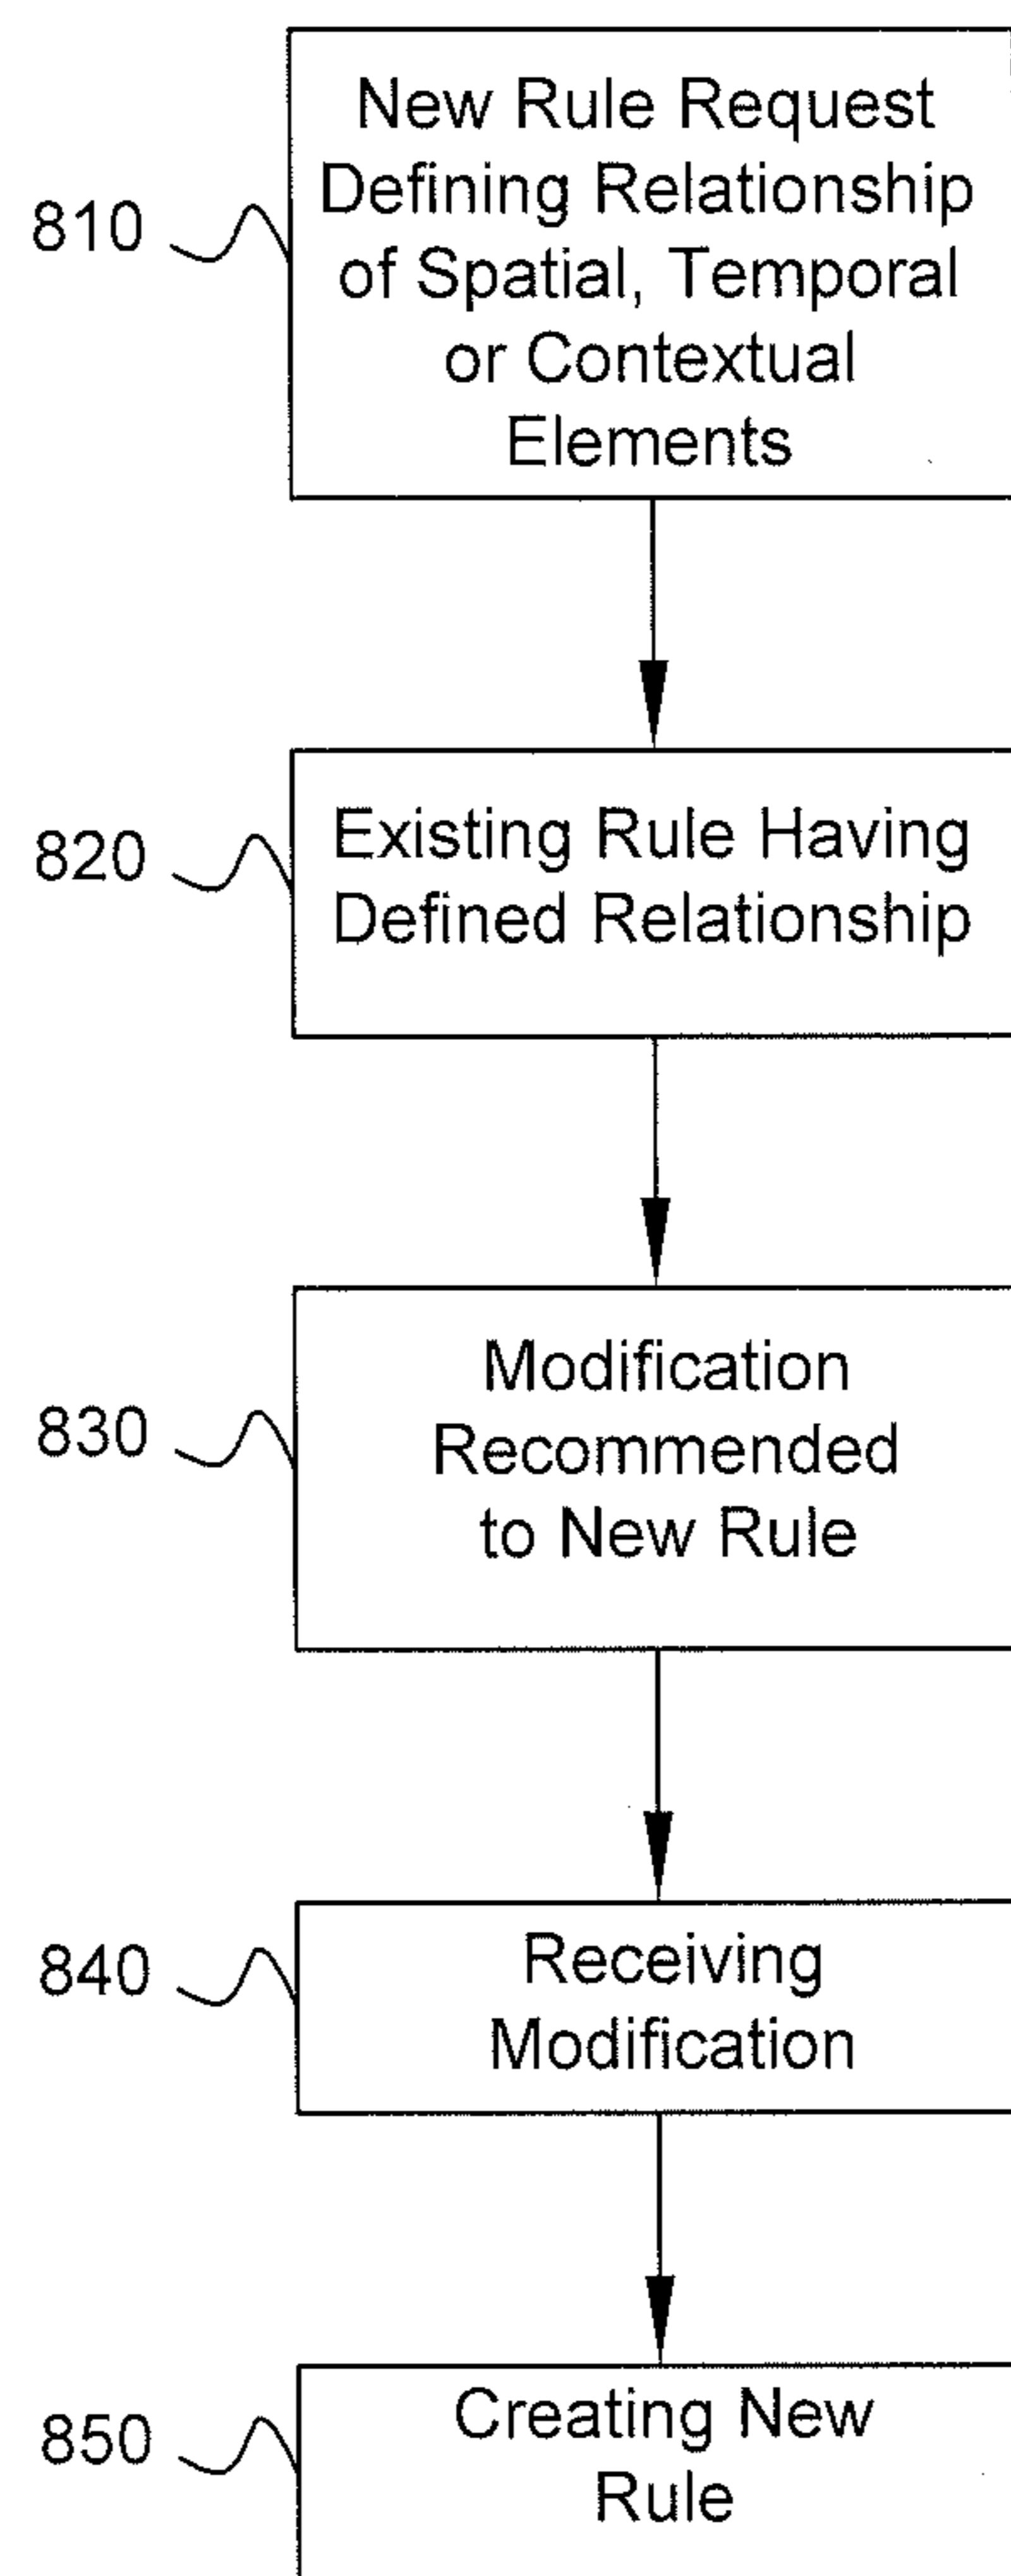 New Rule Request
Defining Relationship
810
of Spatial, Temporal
or Contextual
Elements
Existing Rule Having
820
Defined Relationship
Modification
830
Recommended
to New Rule
Receiving
840
Modification
Creating New
850
Rule